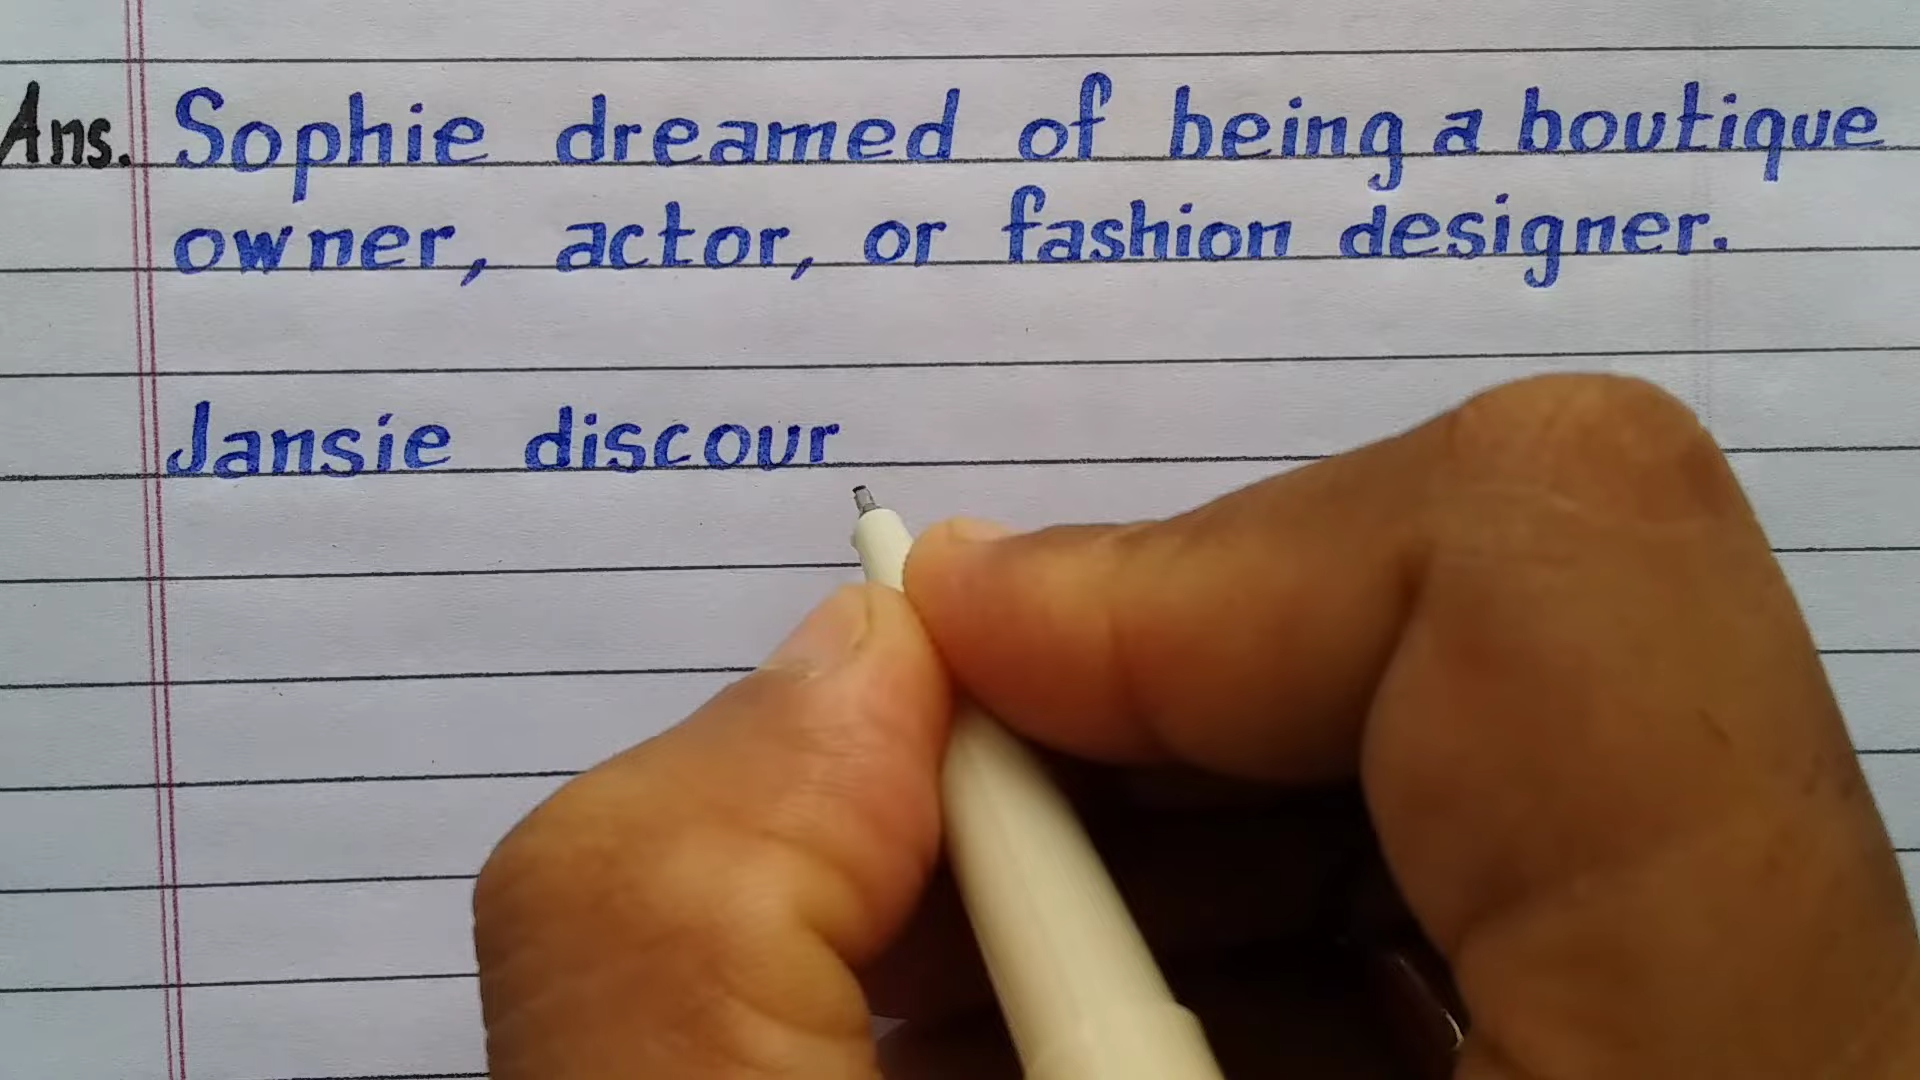 Ans. Sophie dreamed of being a boutique
owner, actor, or fashion designer.
Jansie discour